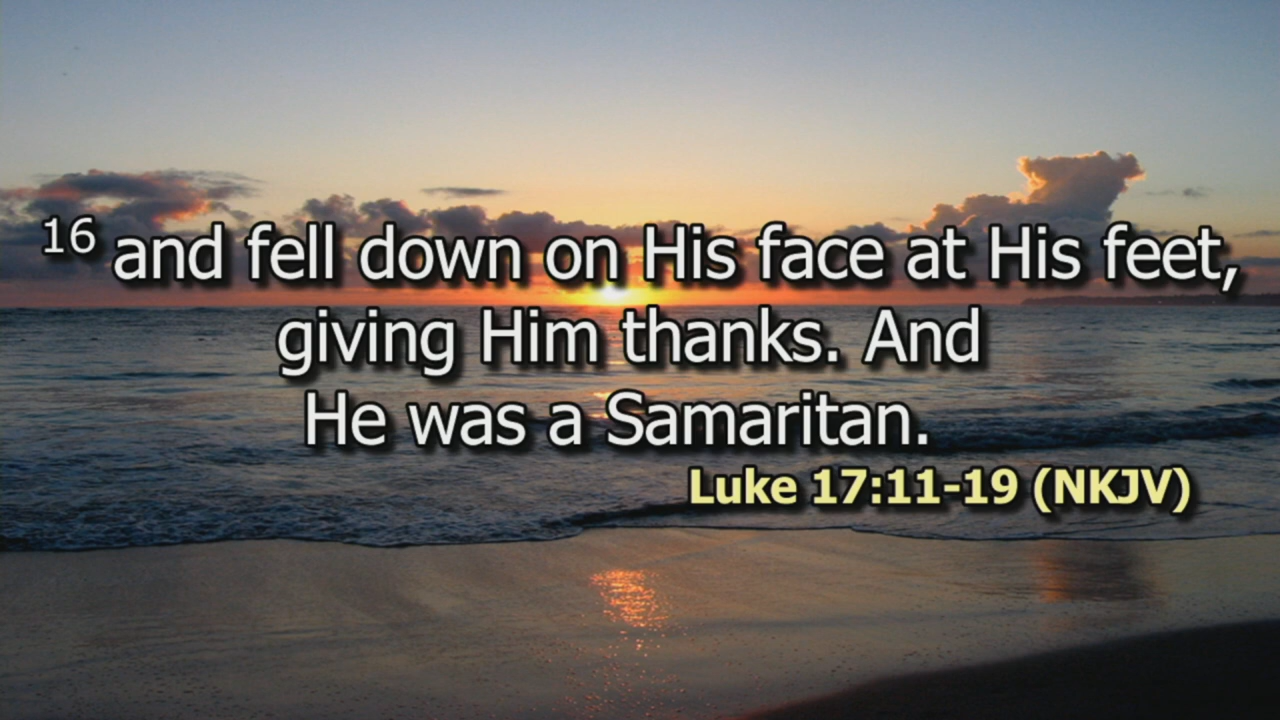 16 and fell down on His face at His feet,
giving Him thanks. And
He was a Samaritan.
Luke 17:11-19 (NKJV)